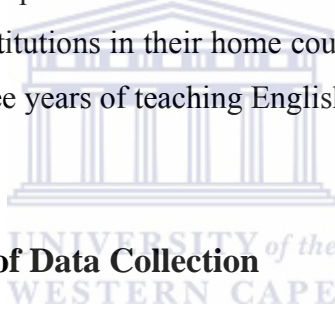 titutions in their home cou
ee years of teaching English
UNIVERSITY of the
of Data Collection
WESTERN CAPE